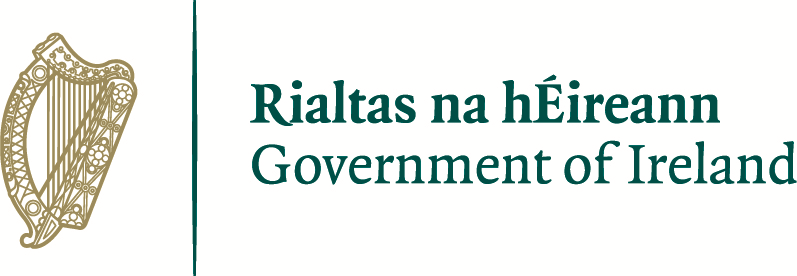 Rialtas na hÉireann
Government of Ireland